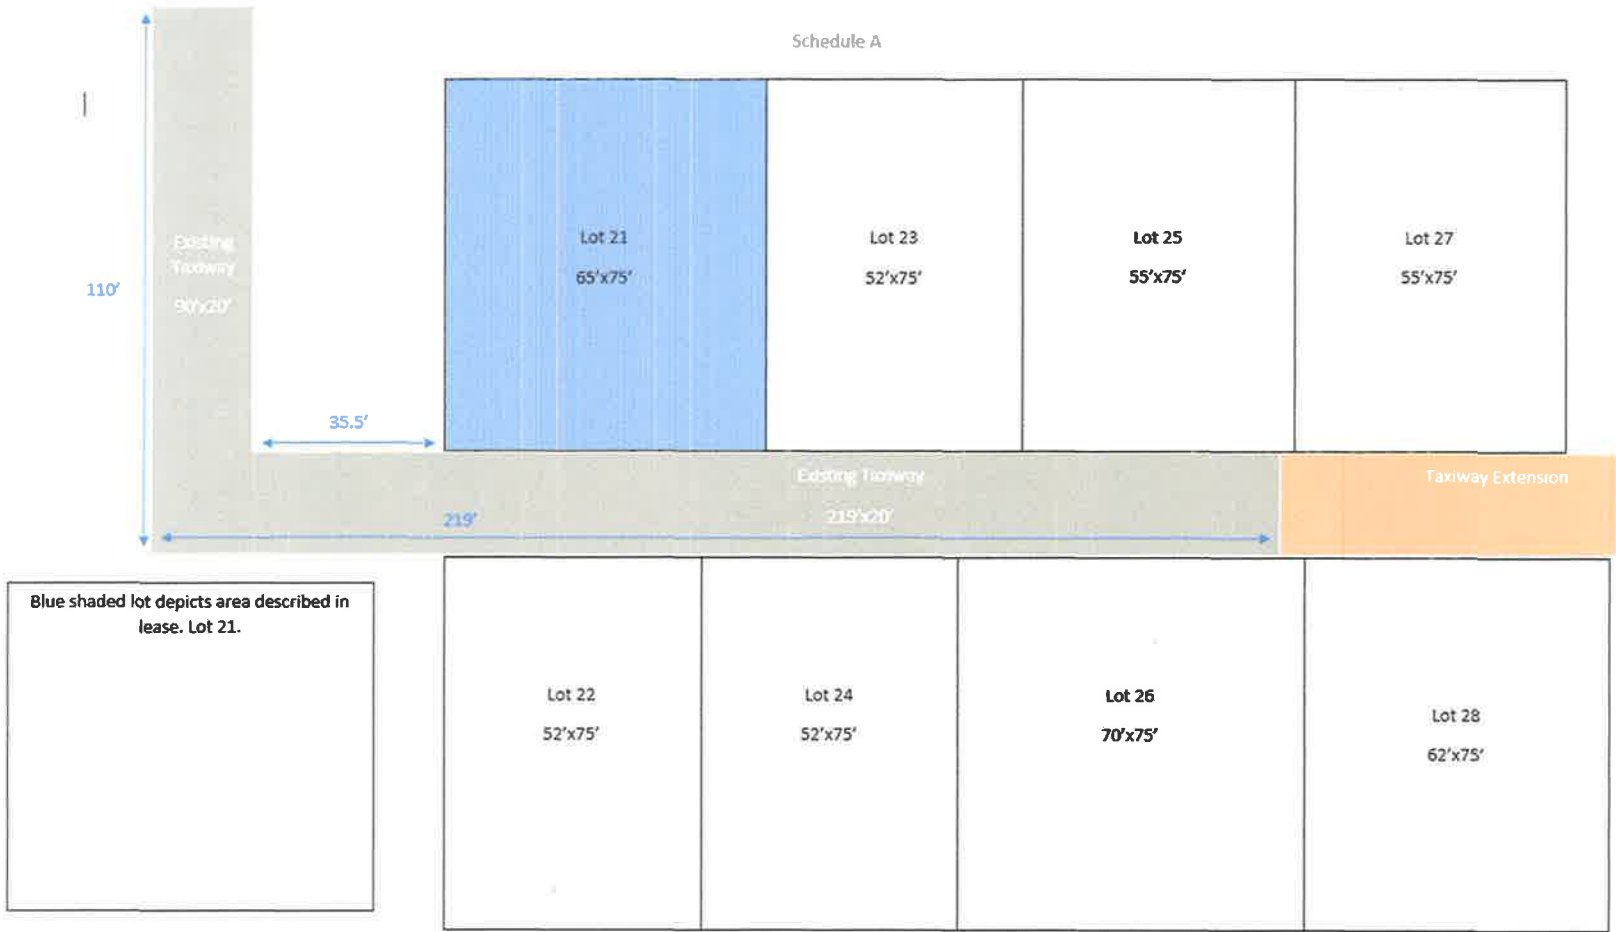 Schedule A
Existing
Taxiway
90'x20'
110'
35.5'
Lot 21
65'x75'
Lot 23
52'x75'
Lot 25
55'x75'
Lot 27
55'x75'
Existing Taxiway
219'x20'
219'
Taxiway Extension
Blue shaded lot depicts area described in
lease. Lot 21.
Lot 22
52'x75'
Lot 24
52'x75'
Lot 26
70'x75'
Lot 28
62'x75'